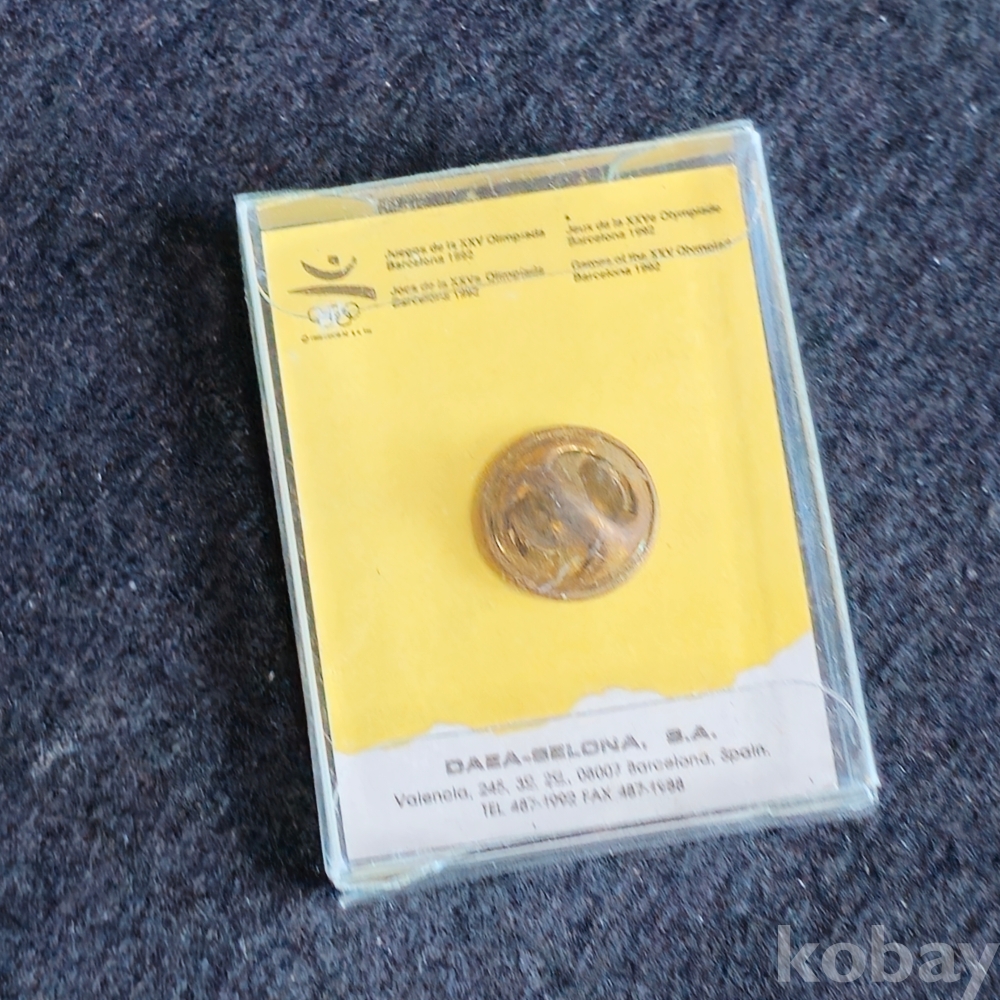 Juegos de la XXV Olimpiada
Barcelona 1992
Jocs de la XXVa Olimpíada
Barcelona 1992
Jeux de la XXVe Olympiade
Barcelona 1992
Games of the XXV Olympiad
Barcelona 1992
DAEA-BELONA, S.A.
Valencia, 245, 3º, 2ª, 08007 Barcelona, Spain.
TEL 487-1992 FAX 487-1988
kobay